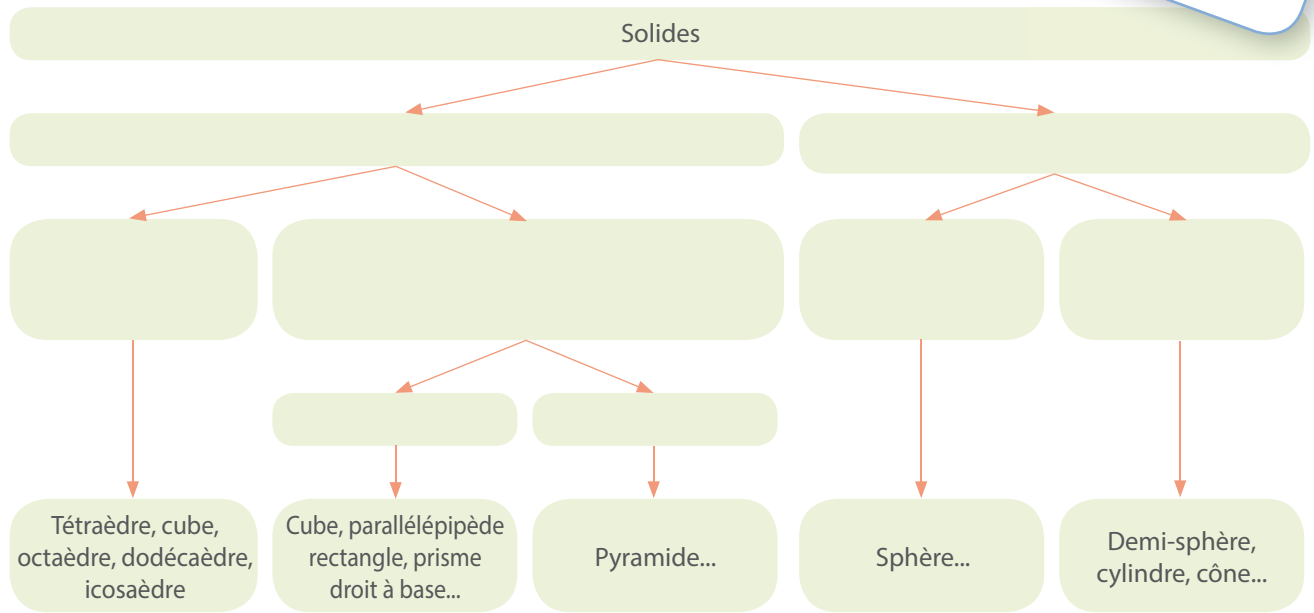 Solides
Tétraèdre, cube,
octaèdre, dodécaèdre,
icosaèdre
Cube, parallélépipède
rectangle, prisme
droit à base...
Pyramide...
Sphère...
Demi-sphère,
cylindre, cône...